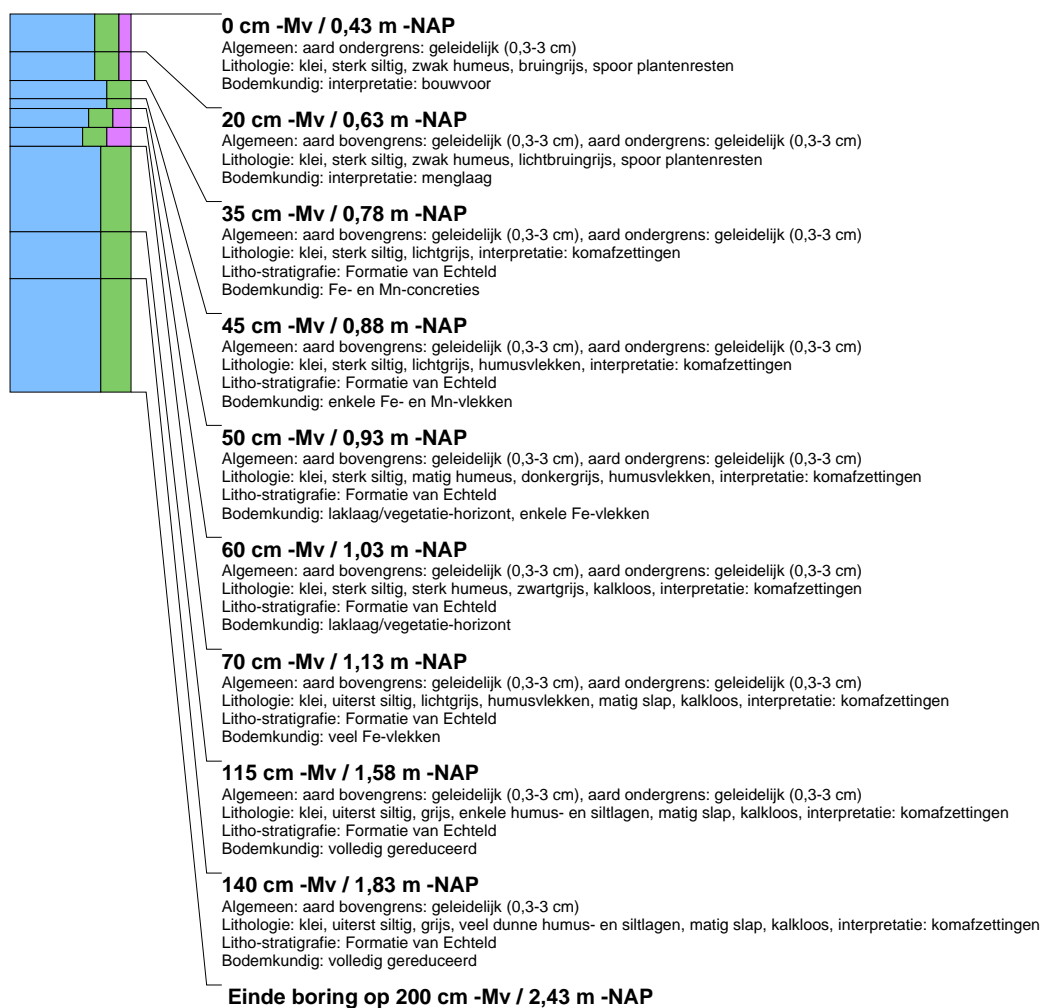 0 cm -Mv / 0,43 m -NAP
Algemeen: aard ondergrens: geleidelijk (0,3-3 cm)
Lithologie: klei, sterk siltig, zwak humeus, bruingrijs, spoor plantenresten
Bodemkundig: interpretatie: bouwvoor
20 cm -Mv / 0,63 m -NAP
Algemeen: aard bovengrens: geleidelijk (0,3-3 cm), aard ondergrens: geleidelijk (0,3-3 cm)
Lithologie: klei, sterk siltig, zwak humeus, lichtbruingrijs, spoor plantenresten
Bodemkundig: interpretatie: menglaag
35 cm -Mv / 0,78 m -NAP
Algemeen: aard bovengrens: geleidelijk (0,3-3 cm), aard ondergrens: geleidelijk (0,3-3 cm)
Lithologie: klei, sterk siltig, lichtgrijs, interpretatie: komafzettingen
Litho-stratigrafie: Formatie van Echteld
Bodemkundig: Fe- en Mn-concreties
45 cm -Mv / 0,88 m -NAP
Algemeen: aard bovengrens: geleidelijk (0,3-3 cm), aard ondergrens: geleidelijk (0,3-3 cm)
Lithologie: klei, sterk siltig, lichtgrijs, humusvlekken, interpretatie: komafzettingen
Litho-stratigrafie: Formatie van Echteld
Bodemkundig: enkele Fe- en Mn-vlekken
50 cm -Mv / 0,93 m -NAP
Algemeen: aard bovengrens: geleidelijk (0,3-3 cm), aard ondergrens: geleidelijk (0,3-3 cm)
Lithologie: klei, sterk siltig, matig humeus, donkergrijs, humusvlekken, interpretatie: komafzettingen
Litho-stratigrafie: Formatie van Echteld
Bodemkundig: laklaag/vegetatie-horizont, enkele Fe-vlekken
60 cm -Mv / 1,03 m -NAP
Algemeen: aard bovengrens: geleidelijk (0,3-3 cm), aard ondergrens: geleidelijk (0,3-3 cm)
Lithologie: klei, sterk siltig, sterk humeus, zwartgrijs, kalkloos, interpretatie: komafzettingen
Litho-stratigrafie: Formatie van Echteld
Bodemkundig: laklaag/vegetatie-horizont
70 cm -Mv / 1,13 m -NAP
Algemeen: aard bovengrens: geleidelijk (0,3-3 cm), aard ondergrens: geleidelijk (0,3-3 cm)
Lithologie: klei, uiterst siltig, lichtgrijs, humusvlekken, matig slap, kalkloos, interpretatie: komafzettingen
Litho-stratigrafie: Formatie van Echteld
Bodemkundig: veel Fe-vlekken
115 cm -Mv / 1,58 m -NAP
Algemeen: aard bovengrens: geleidelijk (0,3-3 cm), aard ondergrens: geleidelijk (0,3-3 cm)
Lithologie: klei, uiterst siltig, grijs, enkele humus- en siltlagen, matig slap, kalkloos, interpretatie: komafzettingen
Litho-stratigrafie: Formatie van Echteld
Bodemkundig: volledig gereduceerd
140 cm -Mv / 1,83 m -NAP
Algemeen: aard bovengrens: geleidelijk (0,3-3 cm)
Lithologie: klei, uiterst siltig, grijs, veel dunne humus- en siltlagen, matig slap, kalkloos, interpretatie: komafzettingen
Litho-stratigrafie: Formatie van Echteld
Bodemkundig: volledig gereduceerd
Einde boring op 200 cm -Mv / 2,43 m -NAP